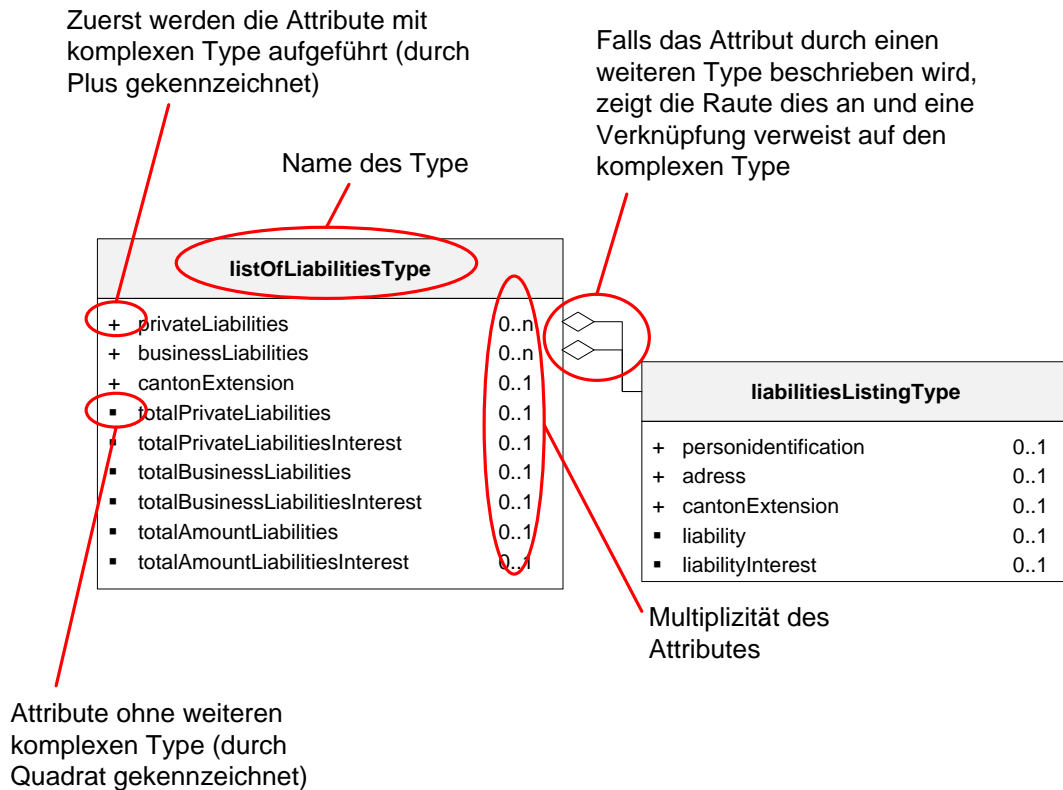 Zuerst werden die Attribute mit
komplexen Type aufgeführt (durch
Plus gekennzeichnet)
Falls das Attribut durch einen
weiteren Type beschrieben wird,
zeigt die Raute dies an und eine
Verknüpfung verweist auf den
komplexen Type
Name des Type
listOfLiabilitiesType
+ privateLiabilities 0..n
+ businessLiabilities 0..n
+ cantonExtension 0..1
▪ totalPrivateLiabilities 0..1
▪ totalPrivateLiabilitiesInterest 0..1
▪ totalBusinessLiabilities 0..1
▪ totalBusinessLiabilitiesInterest 0..1
▪ totalAmountLiabilities 0..1
▪ totalAmountLiabilitiesInterest 0..1
liabilitiesListingType
+ personidentification 0..1
+ adress 0..1
+ cantonExtension 0..1
▪ liability 0..1
▪ liabilityInterest 0..1
Multiplizität des
Attributes
Attribute ohne weiteren
komplexen Type (durch
Quadrat gekennzeichnet)